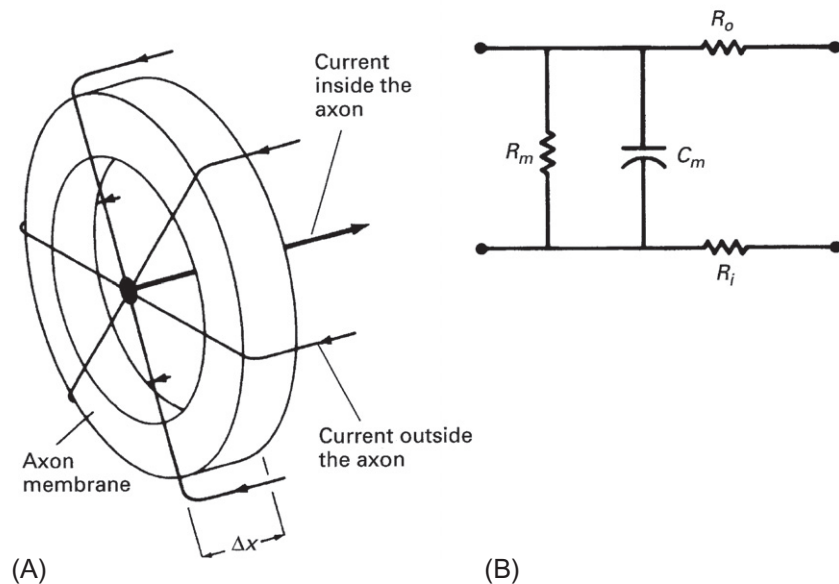 Current
inside the
axon
Axon
membrane
Current outside
the axon
Δx
(A)
R_o
R_m
C_m
R_i
(B)